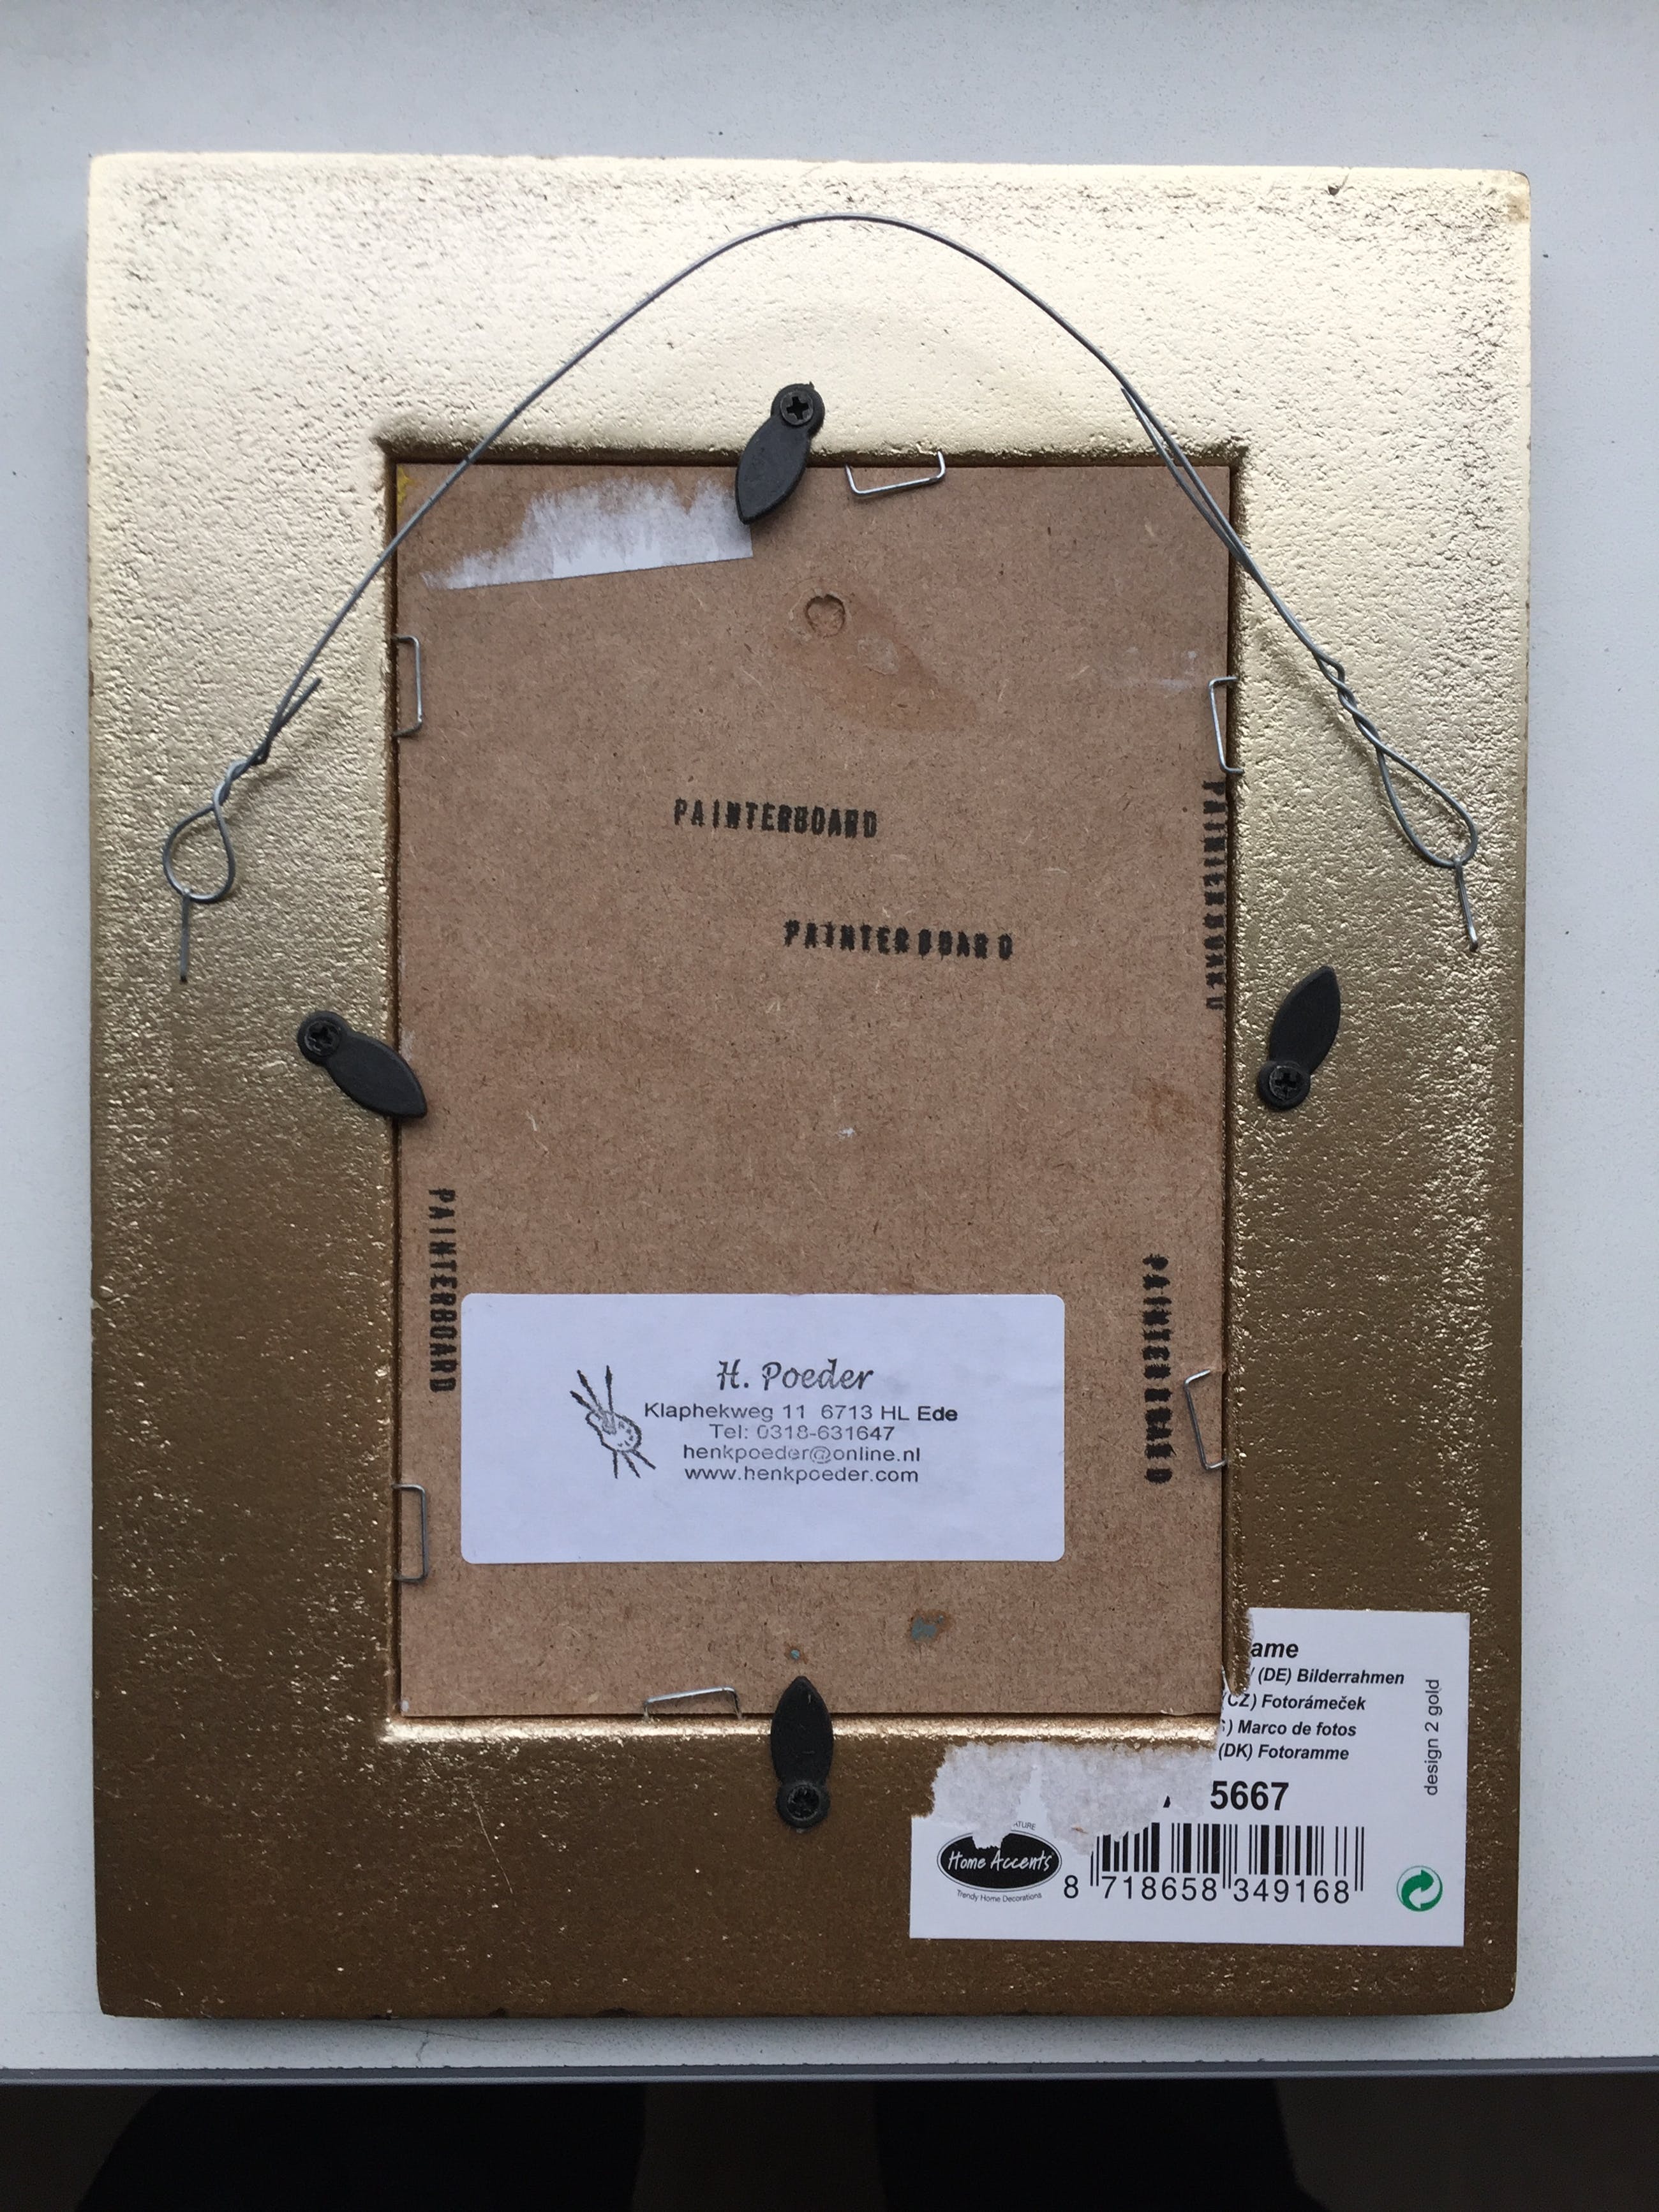 PAINTERBOARD
PAINTERBOARD
PAINTERBOARD
PAINTERBOARD
PAINTERBOARD
H. Poeder
Klaphekweg 11 6713 HL Ede
Tel: 0318-631647
henkpoeder@online.nl
www.henkpoeder.com
ame
/ (DE) Bilderrahmen
(CZ) Fotorámeček
) Marco de fotos
(DK) Fotoramme
5667
design 2 gold
ATURE
Home Accents
Trendy Home Decorations
8 718658 349168